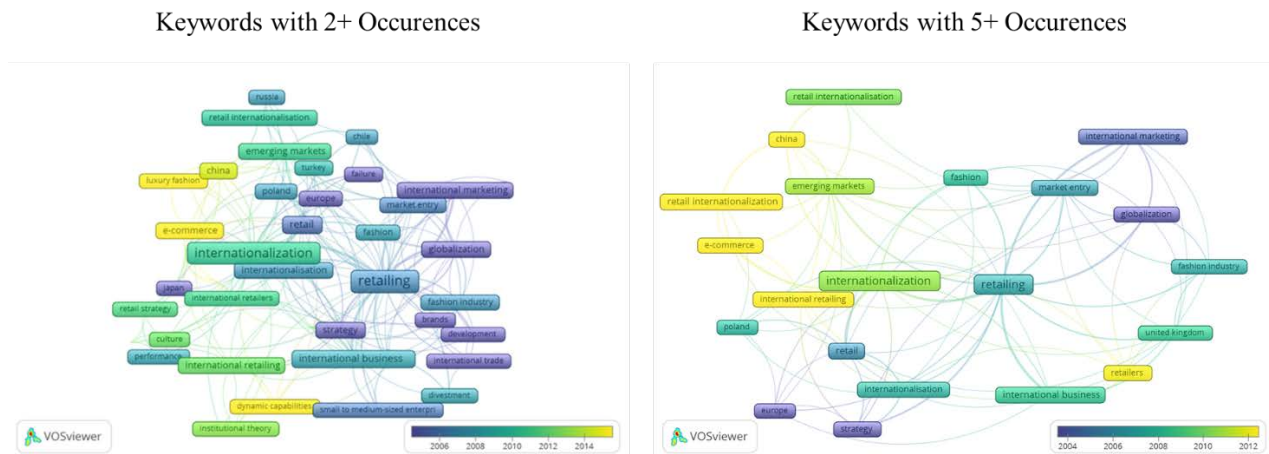 Keywords with 2+ Occurences
Keywords with 5+ Occurences
russia
retail internationalisation
chile
emerging markets
turkey
china
failure
luxury fashion
poland
europe
international marketing
market entry
retail
e-commerce
fashion
internationalization
globalization
internationalisation
retailing
japan
international retailers
fashion industry
retail strategy
brands
strategy
development
culture
performance
international business
international trade
international retailing
divestment
dynamic capabilities
small to medium-sized enterpri
institutional theory
VOSviewer
2006 2008 2010 2012 2014
retail internationalisation
china
international marketing
fashion
emerging markets
market entry
retail internationalization
globalization
e-commerce
fashion industry
internationalization
retailing
international retailing
poland
united kingdom
retail
retailers
internationalisation
international business
europe
strategy
VOSviewer
2004 2006 2008 2010 2012